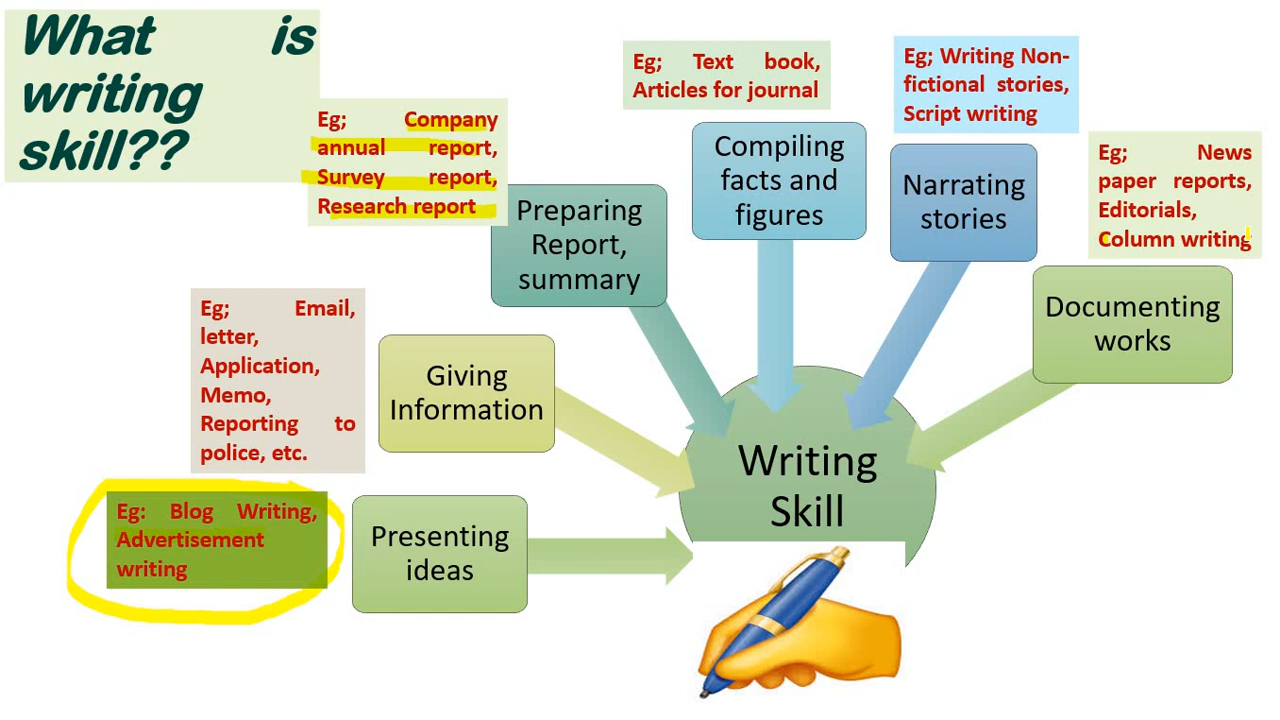 What is
writing
skill??
Eg; Company
annual report,
Survey report,
Research report
Preparing
Report,
summary
Eg; Text book,
Articles for journal
Compiling
facts and
figures
Eg; Writing Non-
fictional stories,
Script writing
Narrating
stories
Eg; News
paper reports,
Editorials,
Column writing
Documenting
works
Eg; Email,
letter,
Application,
Memo,
Reporting to
police, etc.
Giving
Information
Eg: Blog Writing,
Advertisement
writing
Presenting
ideas
Writing
Skill